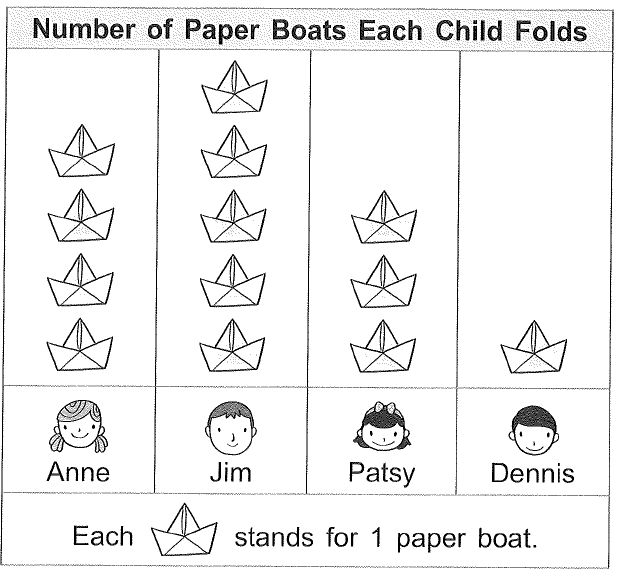 Number of Paper Boats Each Child Folds
Anne Jim Patsy Dennis
Each stands for 1 paper boat.